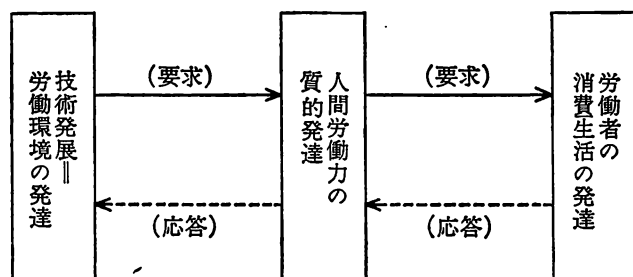 技術発展＝
労働環境の発達
（要求）
（応答）
人間労働力の
質的発達
（要求）
（応答）
労働者の
消費生活の発達